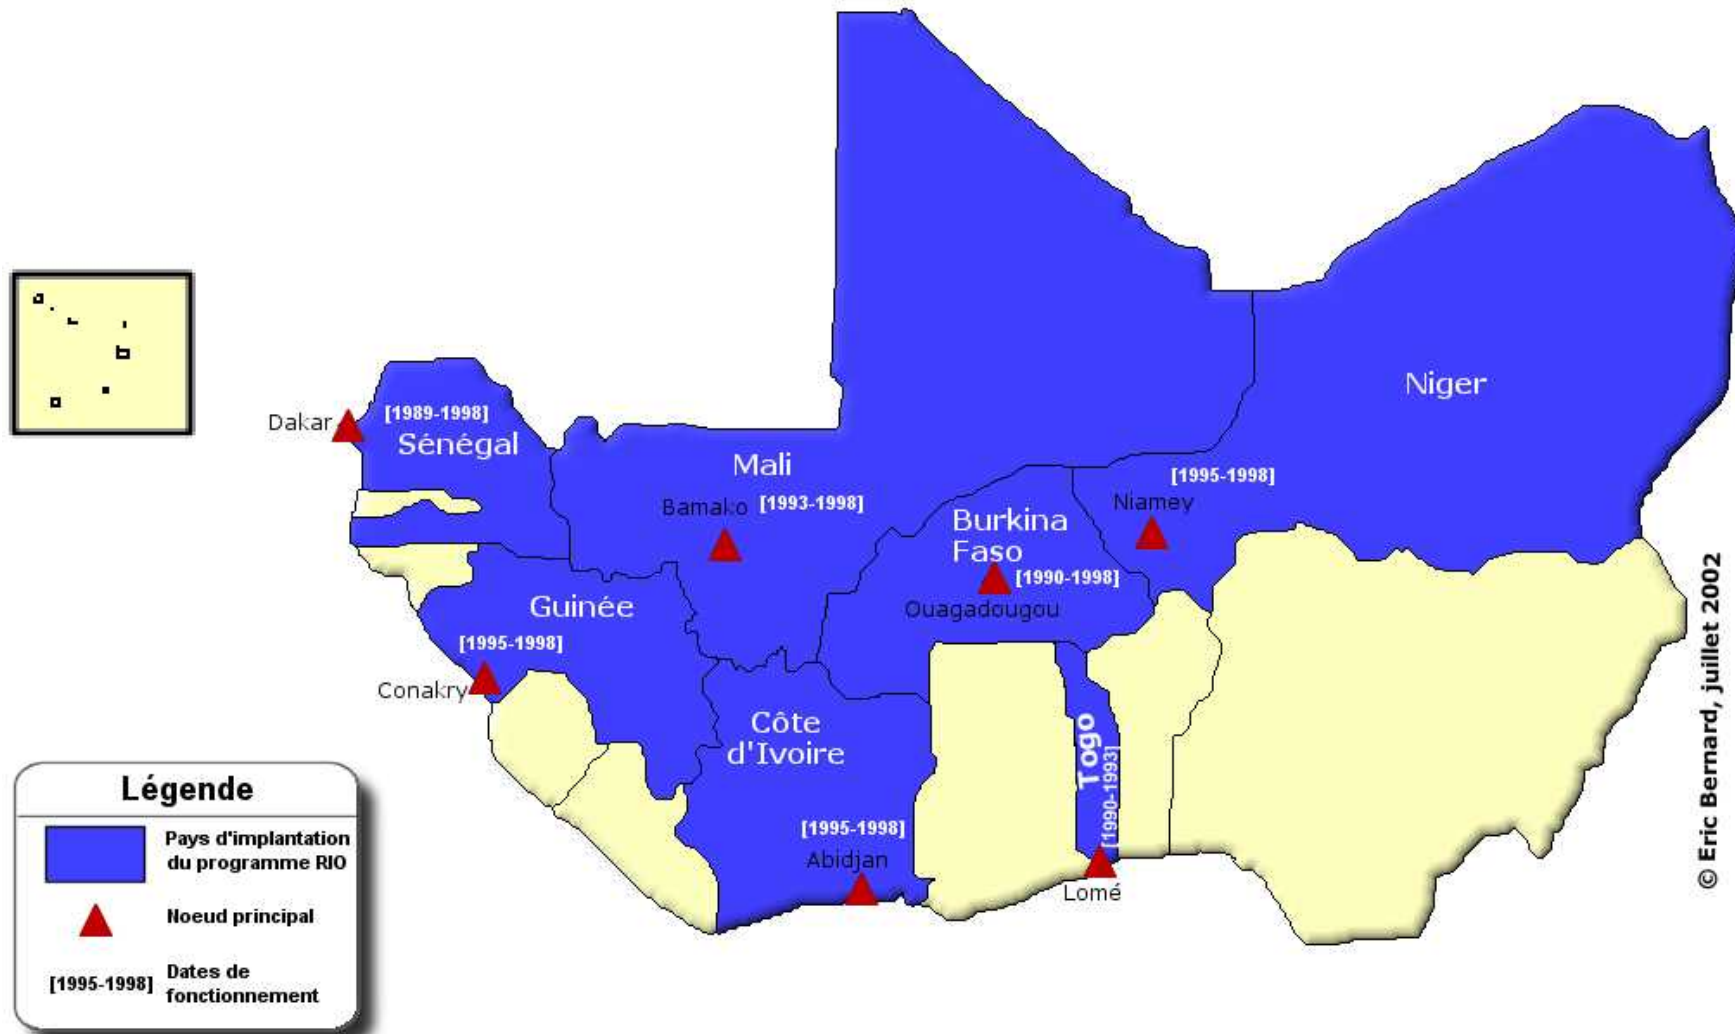 Niger
Dakar
[1989-1998]
Sénégal
Mali
Bamako
[1993-1998]
[1995-1998]
Niamey
Burkina
Faso
[1990-1998]
Ouagadougou
Guinée
[1995-1998]
Conakry
Côte
d'Ivoire
[1995-1998]
Abidjan
Togo
[1990-1993]
Lomé
Légende
Pays d'implantation
du programme RIO
Noeud principal
[1995-1998]
Dates de
fonctionnement
© Eric Bernard, juillet 2002